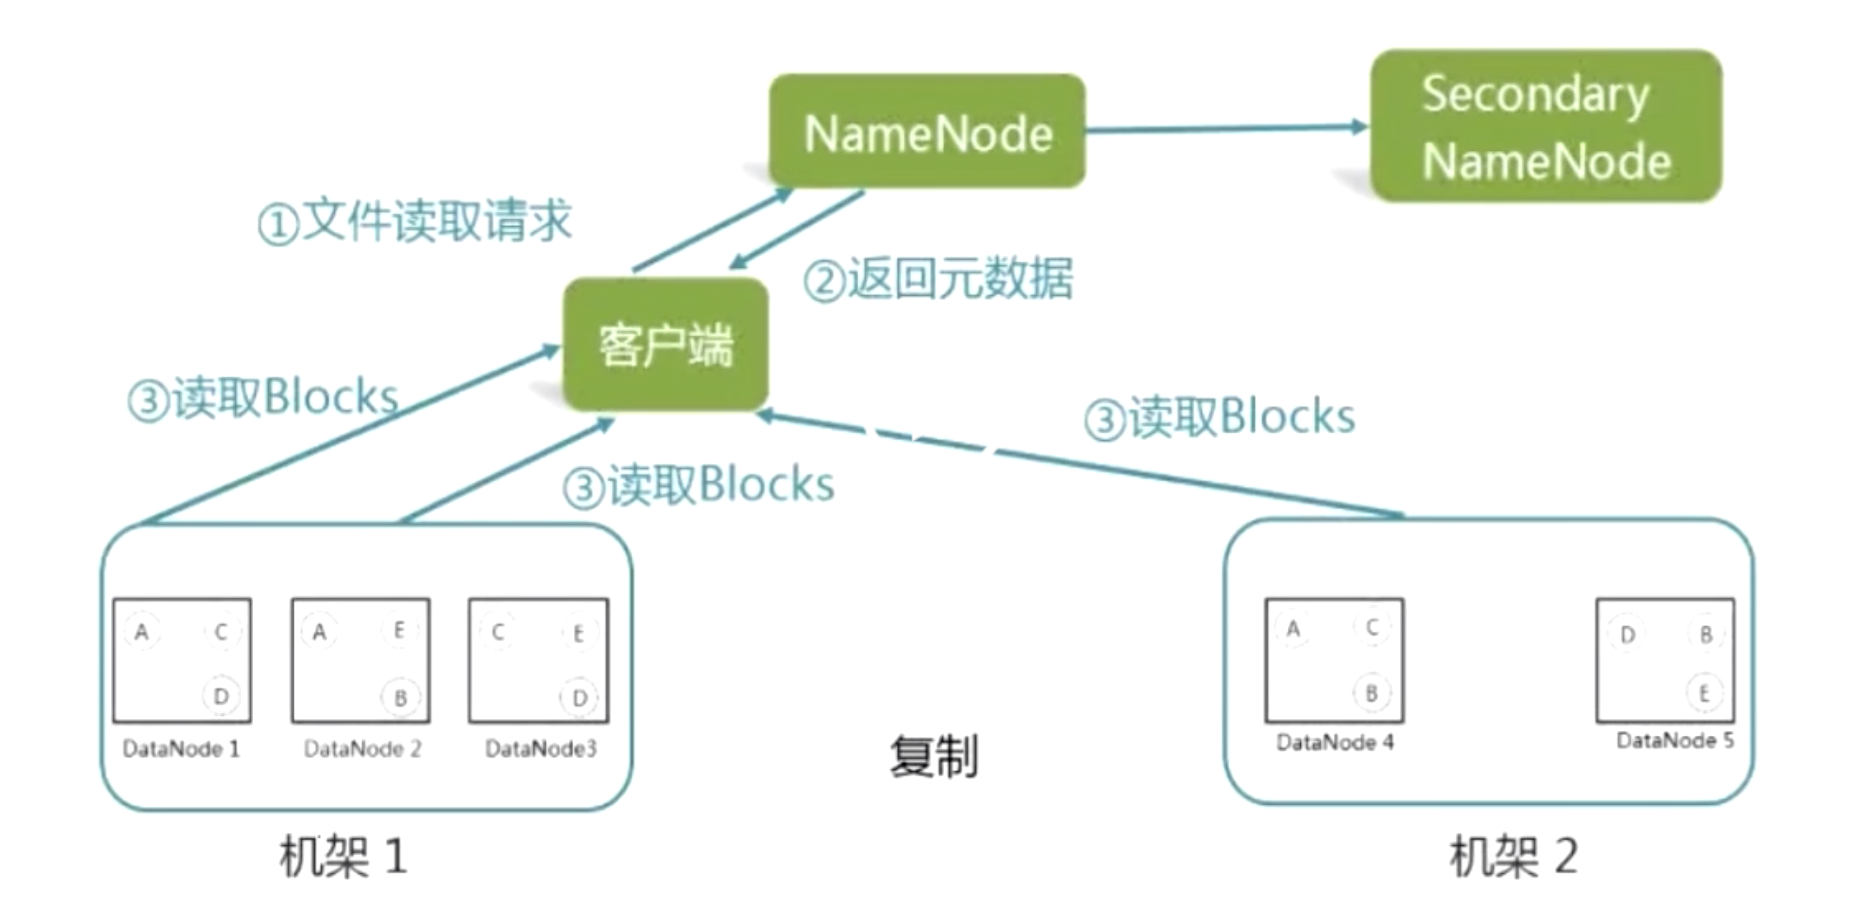 NameNode
Secondary
NameNode
①文件读取请求
②返回元数据
客户端
③读取Blocks
③读取Blocks
③读取Blocks
A C
D
DataNode 1
A E
B
DataNode 2
C E
D
DataNode3
机架 1
复制
A C
B
DataNode 4
D B
E
DataNode 5
机架 2